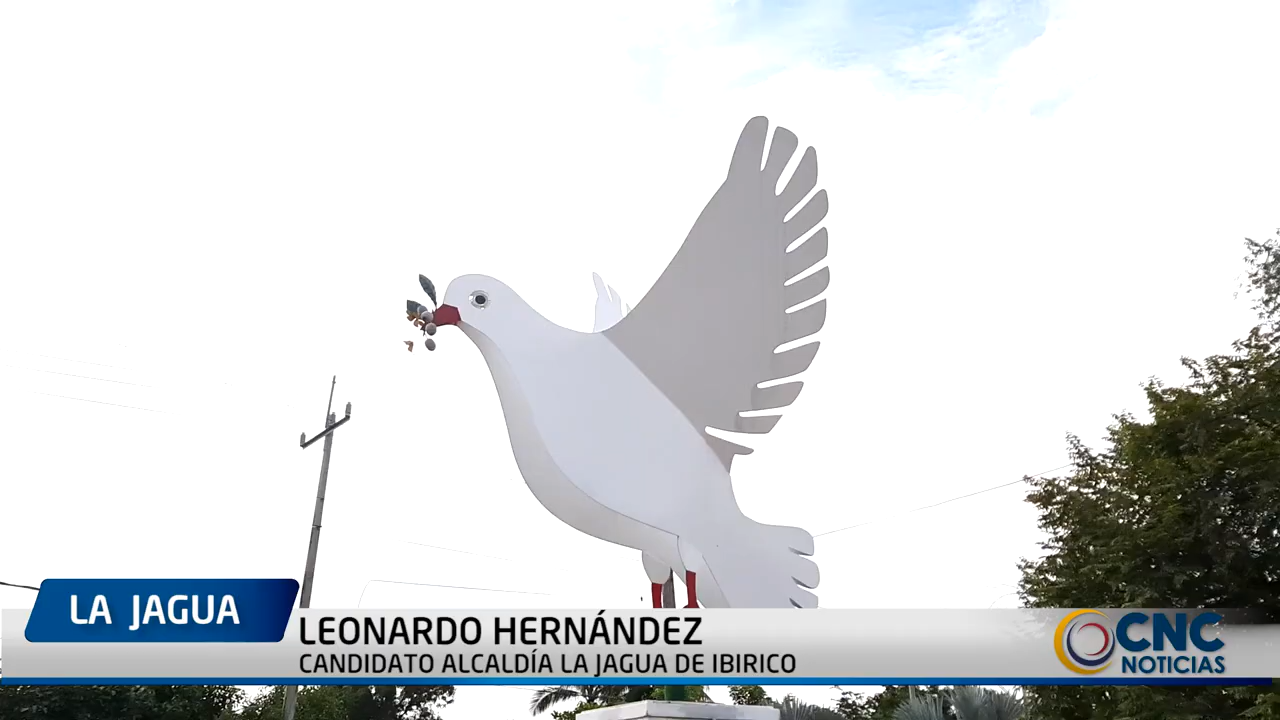 LA JAGUA
LEONARDO HERNÁNDEZ
CANDIDATO ALCALDÍA LA JAGUA DE IBIRICO
CNC
NOTICIAS